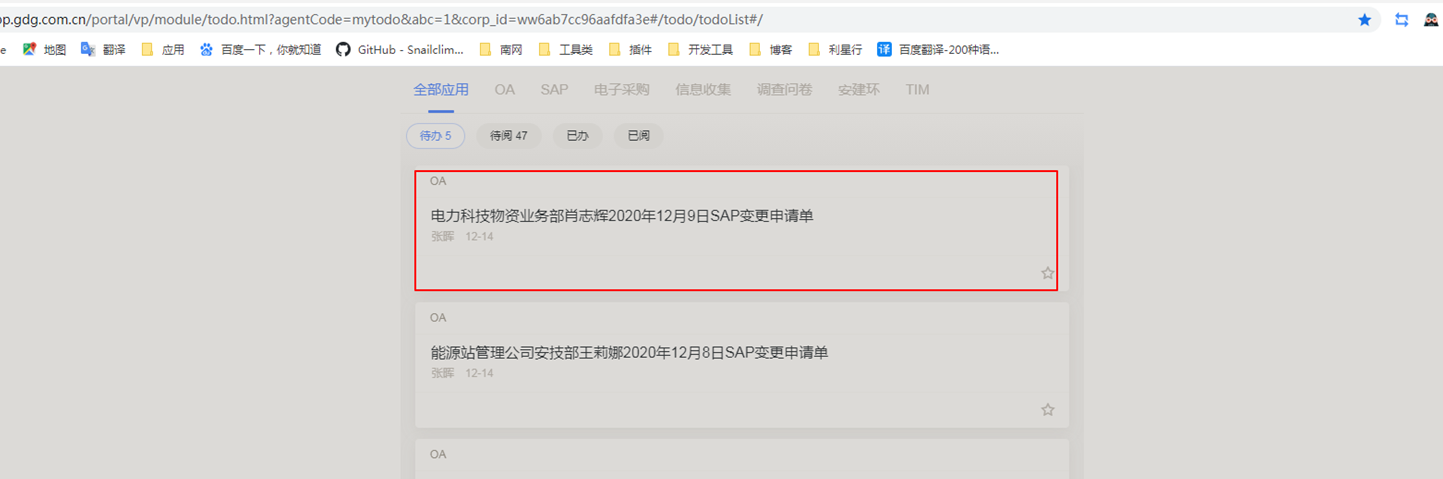 op.gdg.com.cn/portal/vp/module/todo.html?agentCode=mytodo&abc=1&corp_id=ww6ab7cc96aafdfa3e#/todo/todoList#/
e 地图 翻译 应用 百度一下，你就知道 GitHub - Snailclim... 南网 工具类 插件 开发工具 博客 利星行 译 百度翻译-200种语...
全部应用 OA SAP 电子采购 信息收集 调查问卷 安建环 TIM
待办 5 待阅 47 已办 已阅
OA
电力科技物资业务部肖志辉2020年12月9日SAP变更申请单
张晖 12-14
OA
能源站管理公司安技部王莉娜2020年12月8日SAP变更申请单
张晖 12-14
OA